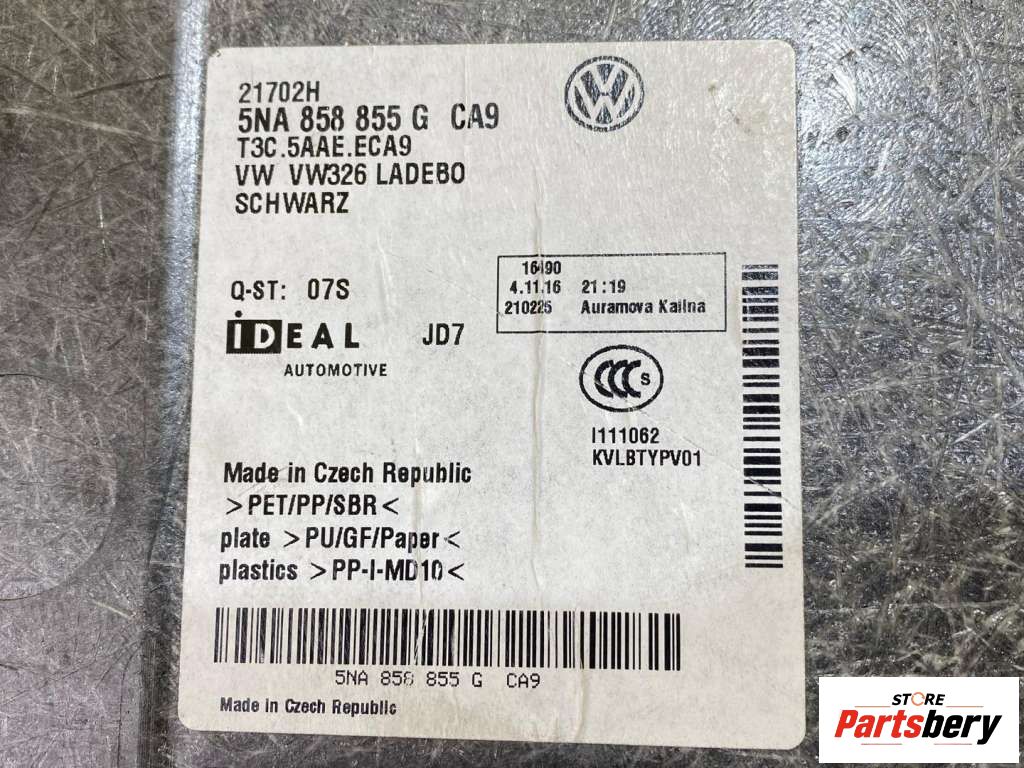 21702H
5NA 858 855 G CA9
T3C.5AAE.ECA9
VW VW326 LADEBO
SCHWARZ
Q-ST: 07S
iDEAL JD7
AUTOMOTIVE
16490
4.11.16 21:19
210225 Auramova Kalina
CCC S
I111062
KVLBTYPV01
Made in Czech Republic
>PET/PP/SBR<
plate >PU/GF/Paper<
plastics >PP-I-MD10<
5NA 858 855 G CA9
Made in Czech Republic
STORE
Partsbery